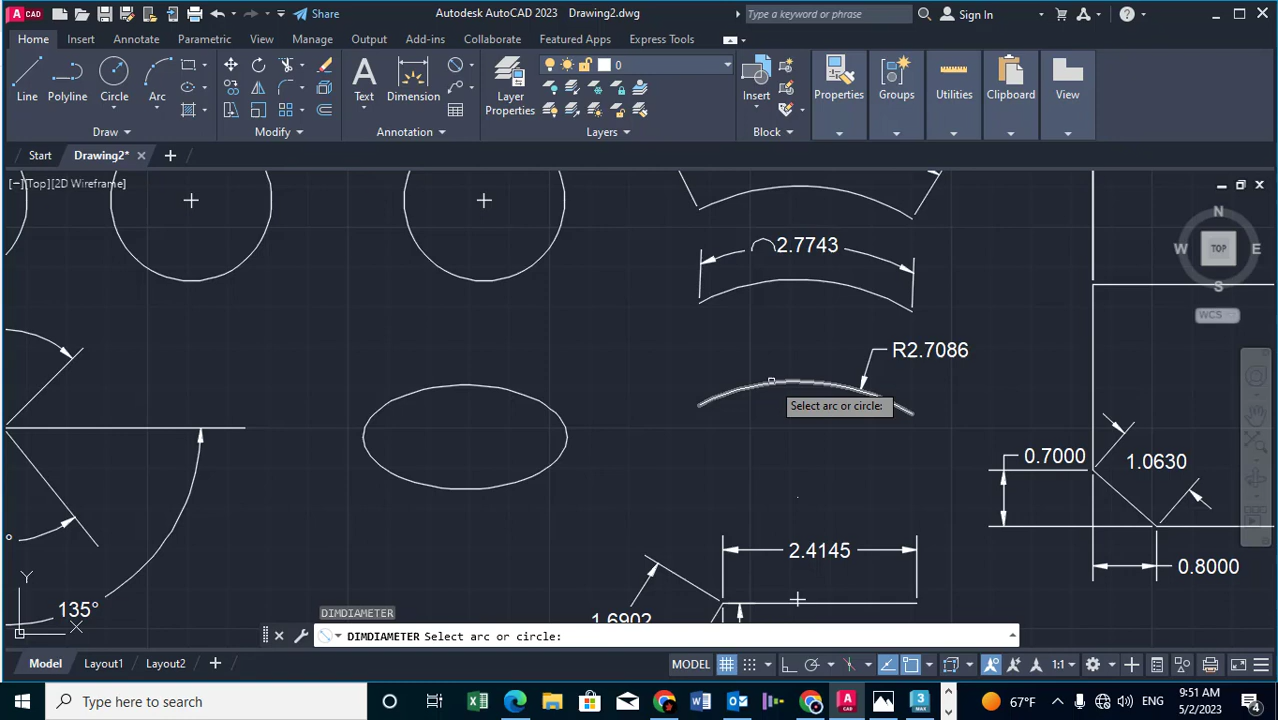 A CAD Share Autodesk AutoCAD 2023 Drawing2.dwg Type a keyword or phrase Sign In
Home Insert Annotate Parametric View Manage Output Add-ins Collaborate Featured Apps Express Tools
0
Line Polyline Circle Arc Text Dimension Layer Properties Insert Properties Groups Utilities Clipboard View
Draw Modify Annotation Layers Block
Start Drawing2*
[−][Top][2D Wireframe]
N
W TOP E
S
WCS
2.7743
R2.7086
Select arc or circle:
0.7000
1.0630
2.4145
0.8000
1.6902
°
135°
Y
X
DIMDIAMETER
DIMDIAMETER Select arc or circle:
Model Layout1 Layout2 MODEL 1:1
Type here to search 67°F ENG 9:51 AM
5/2/2023 4